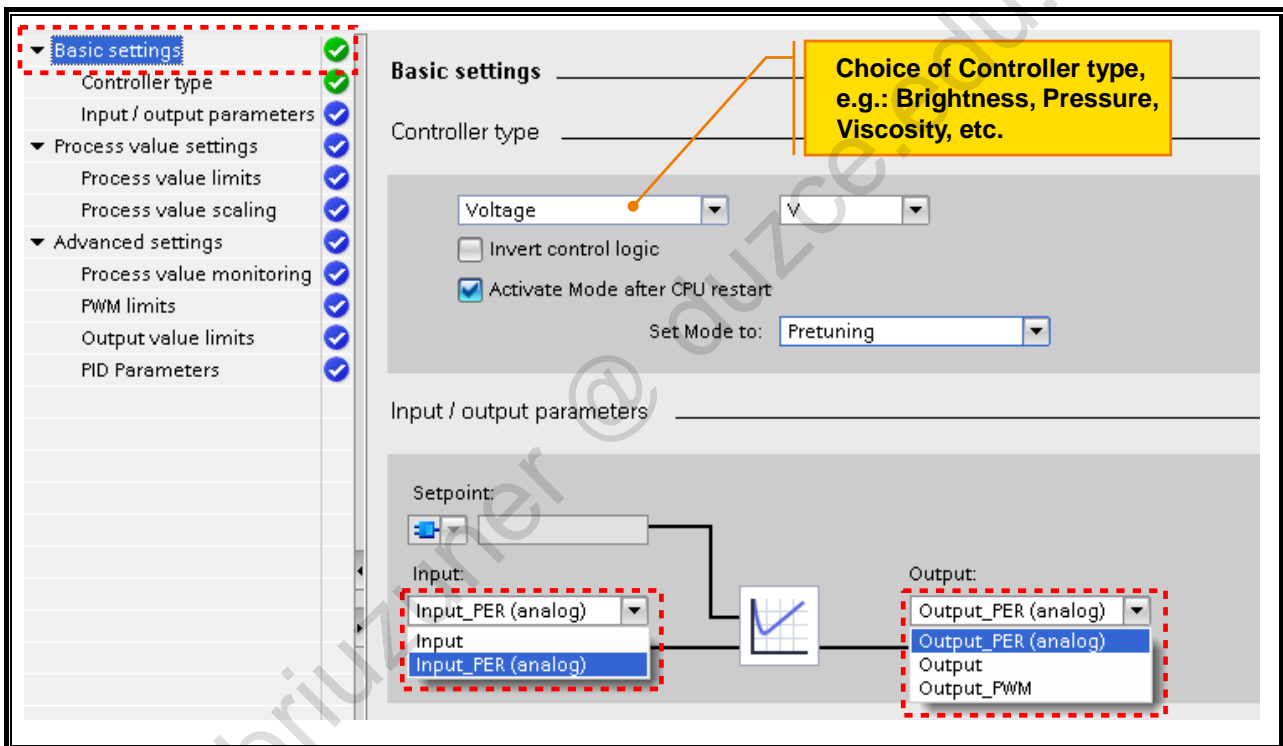 Basic settings
Controller type
Input / output parameters
Process value settings
Process value limits
Process value scaling
Advanced settings
Process value monitoring
PWM limits
Output value limits
PID Parameters
Basic settings
Choice of Controller type,
e.g.: Brightness, Pressure,
Viscosity, etc.
Controller type
Voltage V
Invert control logic
Activate Mode after CPU restart
Set Mode to: Pretuning
Input / output parameters
Setpoint:
Input: Output:
Input_PER (analog) Output_PER (analog)
Input Output_PER (analog)
Input_PER (analog) Output
Output_PWM
briuzuner @ duzce.edu.